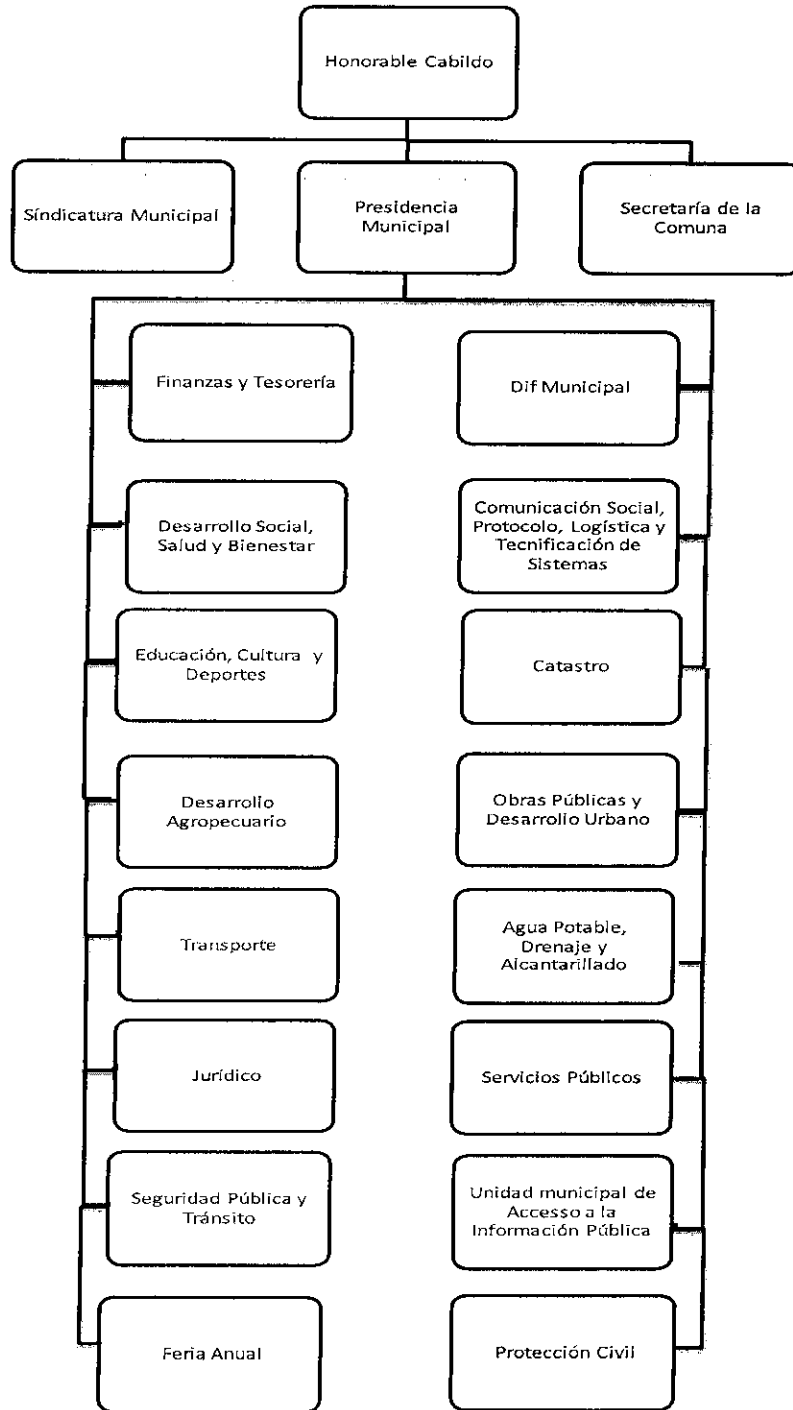 Honorable Cabildo
Síndicatura Municipal
Presidencia
Municipal
Secretaría de la
Comuna
Finanzas y Tesorería
Dif Municipal
Desarrollo Social,
Salud y Bienestar
Comunicación Social,
Protocolo, Logística y
Tecnificación de
Sistemas
Educación, Cultura y
Deportes
Catastro
Desarrollo
Agropecuario
Obras Públicas y
Desarrollo Urbano
Transporte
Agua Potable,
Drenaje y
Alcantarillado
Jurídico
Servicios Públicos
Seguridad Pública y
Tránsito
Unidad municipal de
Accesso a la
Información Pública
Feria Anual
Protección Civil